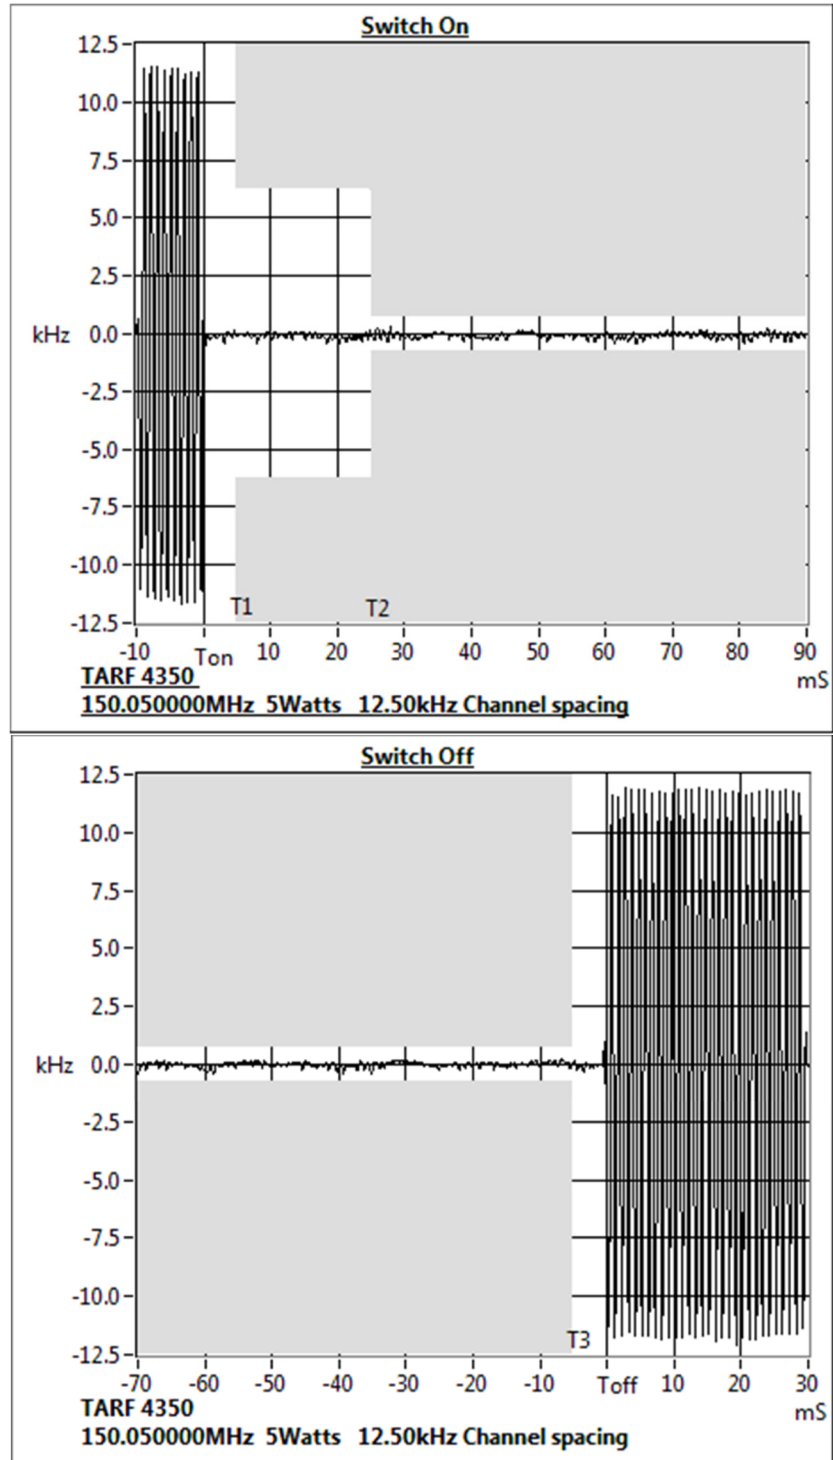 Switch On
12.5
10.0
7.5
5.0
2.5
kHz 0.0
-2.5
-5.0
-7.5
-10.0
T1 T2
-12.5
-10 Ton 10 20 30 40 50 60 70 80 90
mS
TARF 4350
150.050000MHz 5Watts 12.50kHz Channel spacing
Switch Off
12.5
10.0
7.5
5.0
2.5
kHz 0.0
-2.5
-5.0
-7.5
-10.0
T3
-12.5
-70 -60 -50 -40 -30 -20 -10 Toff 10 20 30
mS
TARF 4350
150.050000MHz 5Watts 12.50kHz Channel spacing